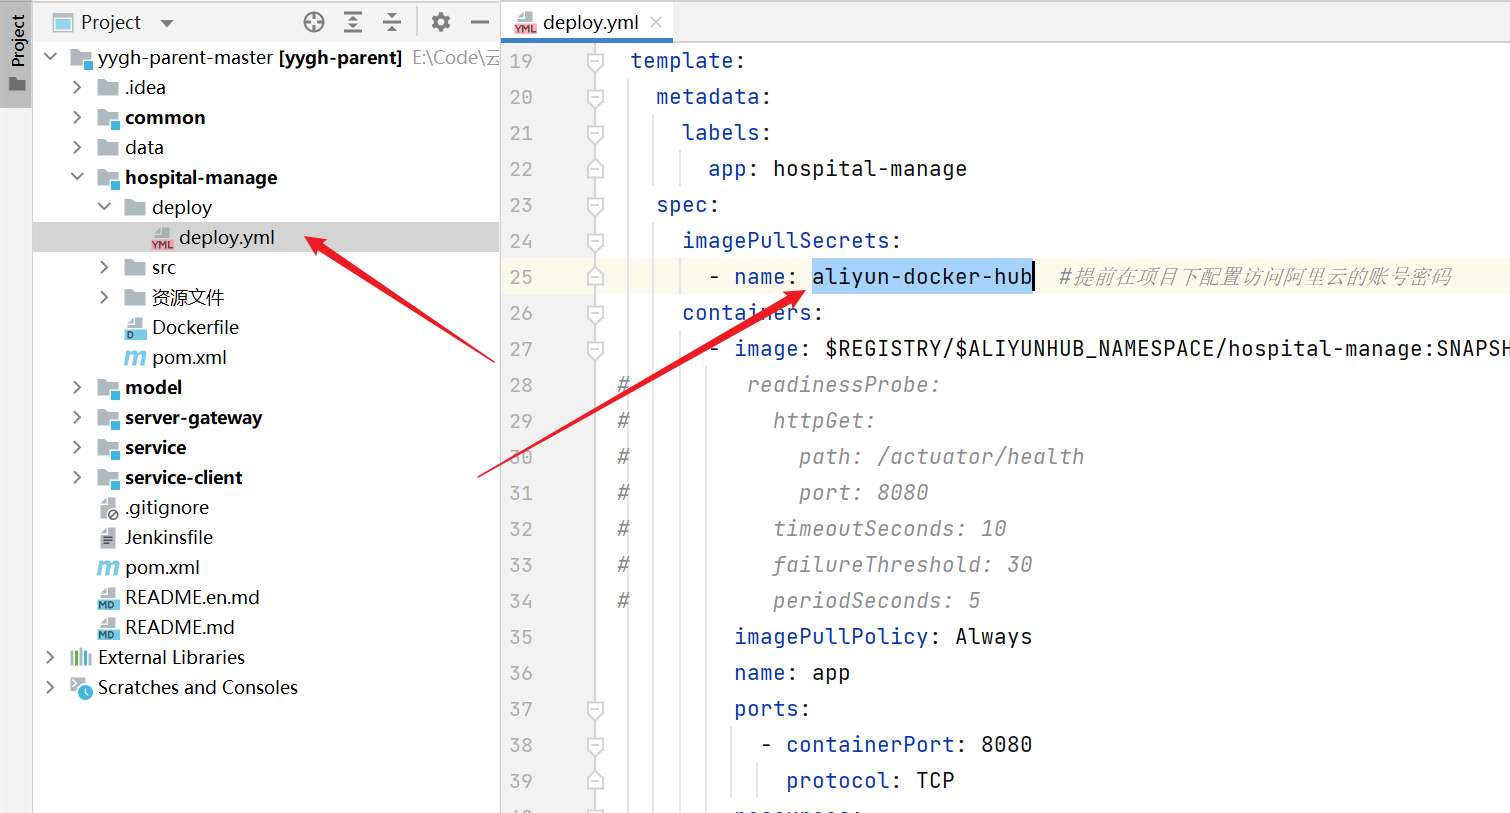 Project
Project
yygh-parent-master [yygh-parent] E:\Code\云
.idea
common
data
hospital-manage
deploy
deploy.yml
src
资源文件
Dockerfile
pom.xml
model
server-gateway
service
service-client
.gitignore
Jenkinsfile
pom.xml
README.en.md
README.md
External Libraries
Scratches and Consoles
deploy.yml
19 template:
20 metadata:
21 labels:
22 app: hospital-manage
23 spec:
24 imagePullSecrets:
25 - name: aliyun-docker-hub #提前在项目下配置访问阿里云的账号密码
26 containers:
27 - image: $REGISTRY/$ALIYUNHUB_NAMESPACE/hospital-manage:SNAPSH
28 # readinessProbe:
29 # httpGet:
30 # path: /actuator/health
31 # port: 8080
32 # timeoutSeconds: 10
33 # failureThreshold: 30
34 # periodSeconds: 5
35 imagePullPolicy: Always
36 name: app
37 ports:
38 - containerPort: 8080
39 protocol: TCP